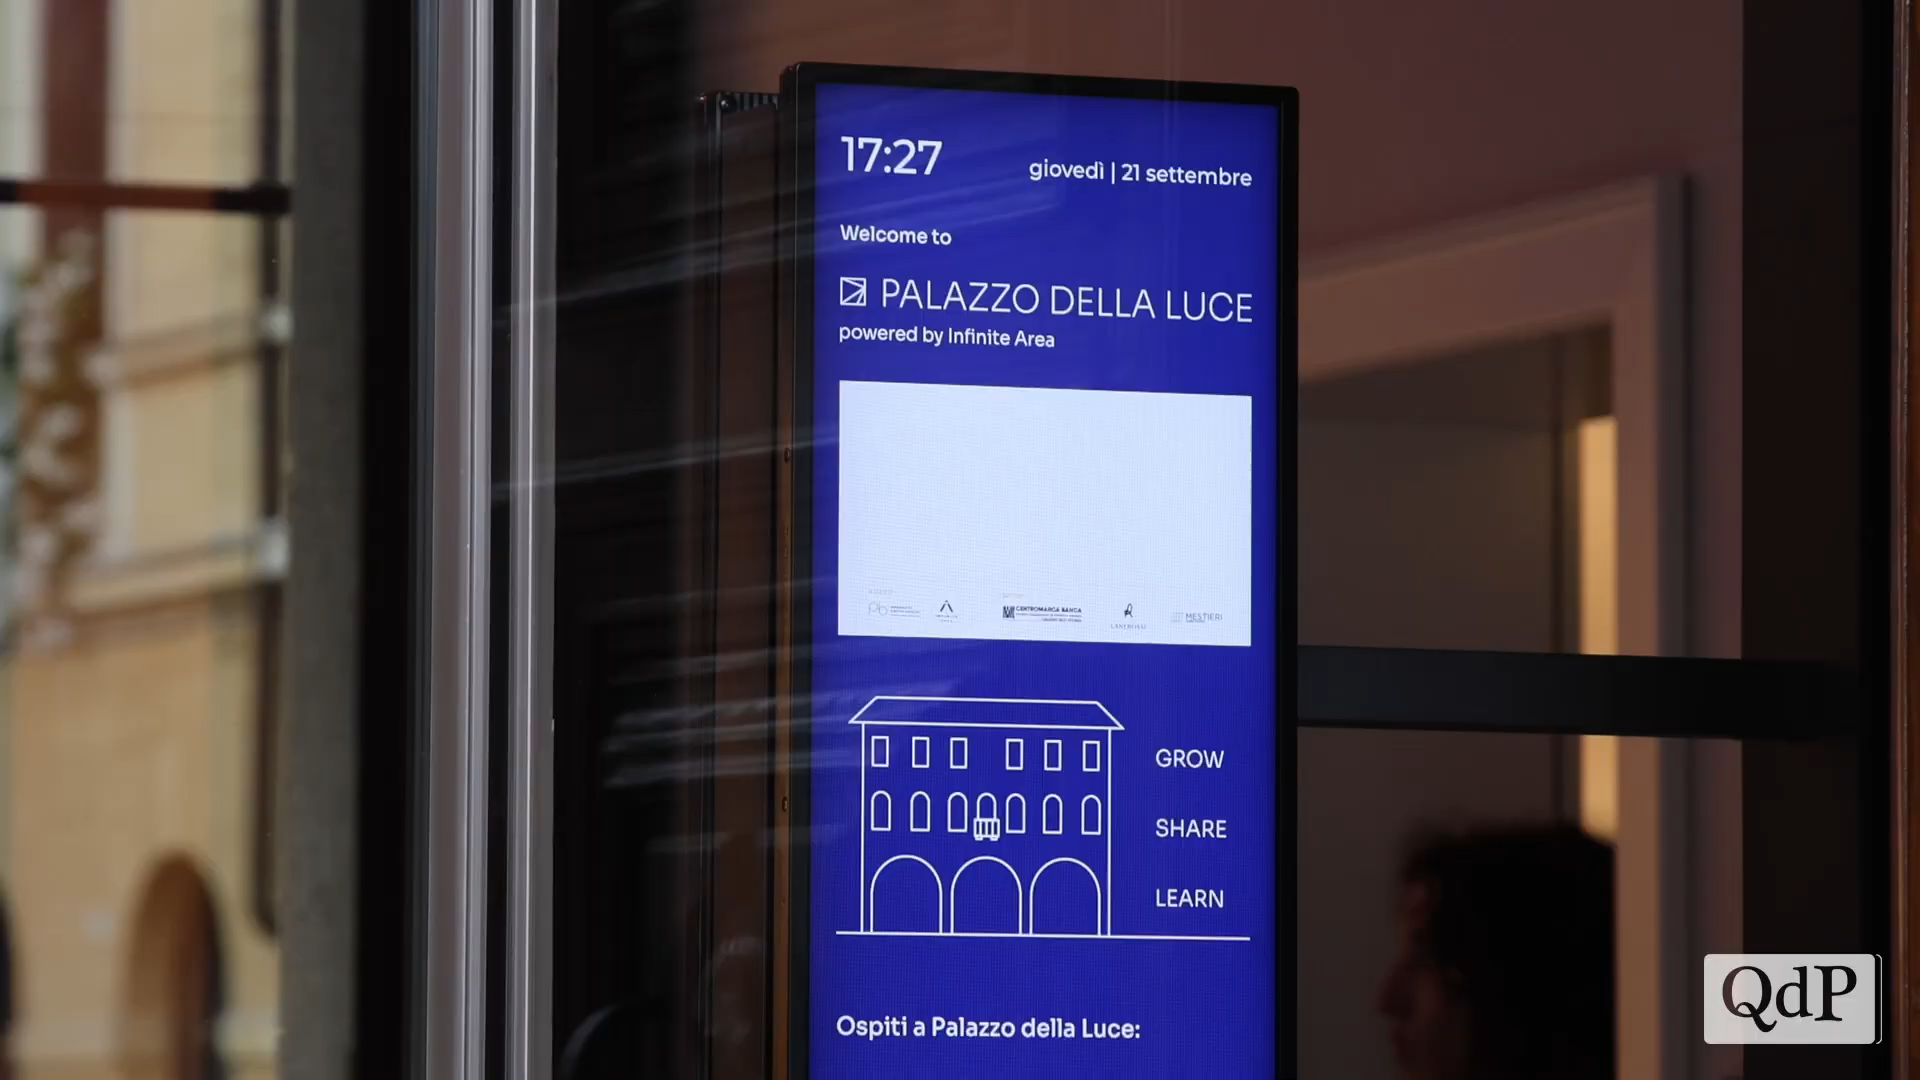 17:27
giovedì | 21 settembre
Welcome to
PALAZZO DELLA LUCE
powered by Infinite Area
CENTROMARCA BANCA
LANEROSSI
MESTIERI
GROW
SHARE
LEARN
Ospiti a Palazzo della Luce:
QdP